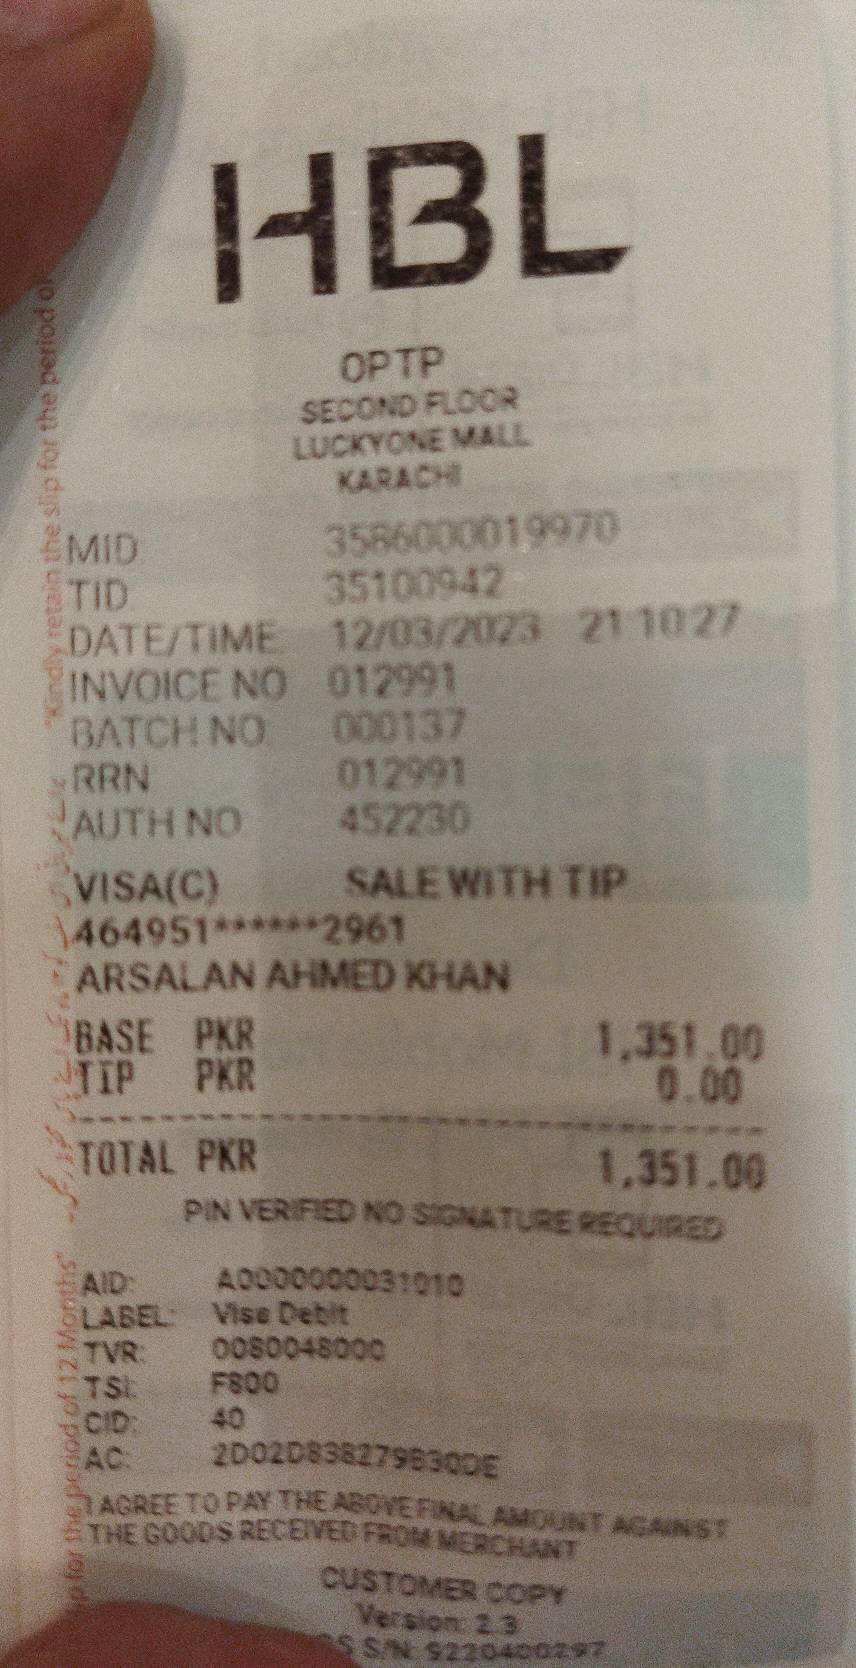 HBL
OPTP
SECOND FLOOR
LUCKYONE MALL
KARACHI
MID 3586000019970
TID 35100942
DATE/TIME 12/03/2023 21:10:27
INVOICE NO 012991
BATCH NO 000137
RRN 012991
AUTH NO 452230
VISA(C) SALE WITH TIP
464951******2961
ARSALAN AHMED KHAN
BASE PKR 1,351.00
TIP PKR 0.00
TOTAL PKR 1,351.00
PIN VERIFIED NO SIGNATURE REQUIRED
AID: A0000000031010
LABEL: Visa Debit
TVR: 0080048000
TSI: F800
CID: 40
AC: 2D02D838279B30DE
I AGREE TO PAY THE ABOVE FINAL AMOUNT AGAINST
THE GOODS RECEIVED FROM MERCHANT
CUSTOMER COPY
Version: 2.3
S/N: 9220400297
"Kindly retain the slip for the period of
for the period of 12 Months"